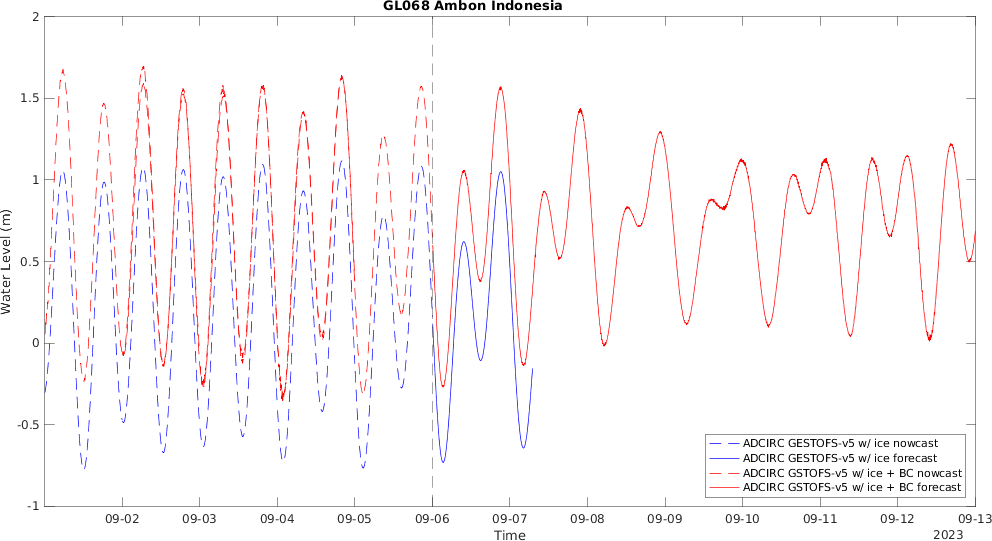 GL068 Ambon Indonesia
2
1.5
1
0.5
0
-0.5
-1
Water Level (m)
ADCIRC GESTOFS-v5 w/ ice nowcast
ADCIRC GESTOFS-v5 w/ ice forecast
ADCIRC GSTOFS-v5 w/ ice + BC nowcast
ADCIRC GSTOFS-v5 w/ ice + BC forecast
09-02 09-03 09-04 09-05 09-06 09-07 09-08 09-09 09-10 09-11 09-12 09-13
Time
2023